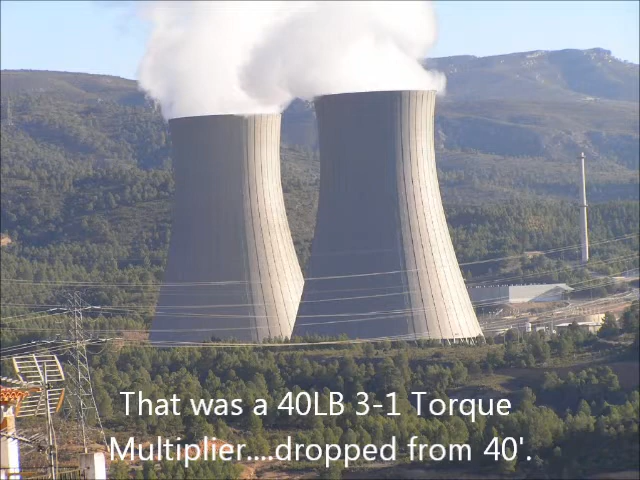 That was a 40LB 3-1 Torque
Multiplier....dropped from 40'.